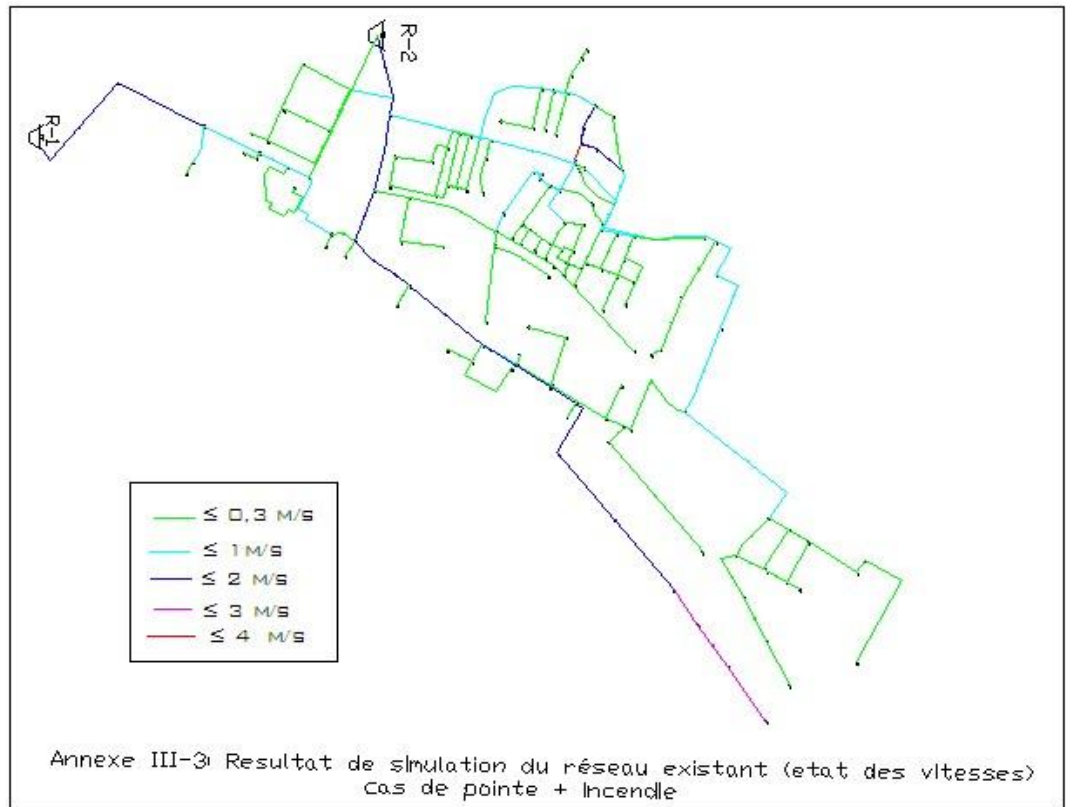 R-2
R-1
≤ 0,3 M/S
≤ 1 M/S
≤ 2 M/S
≤ 3 M/S
≤ 4 M/S
Annexe III-3: Resultat de simulation du réseau existant (etat des vitesses)
Cas de pointe + Incendie